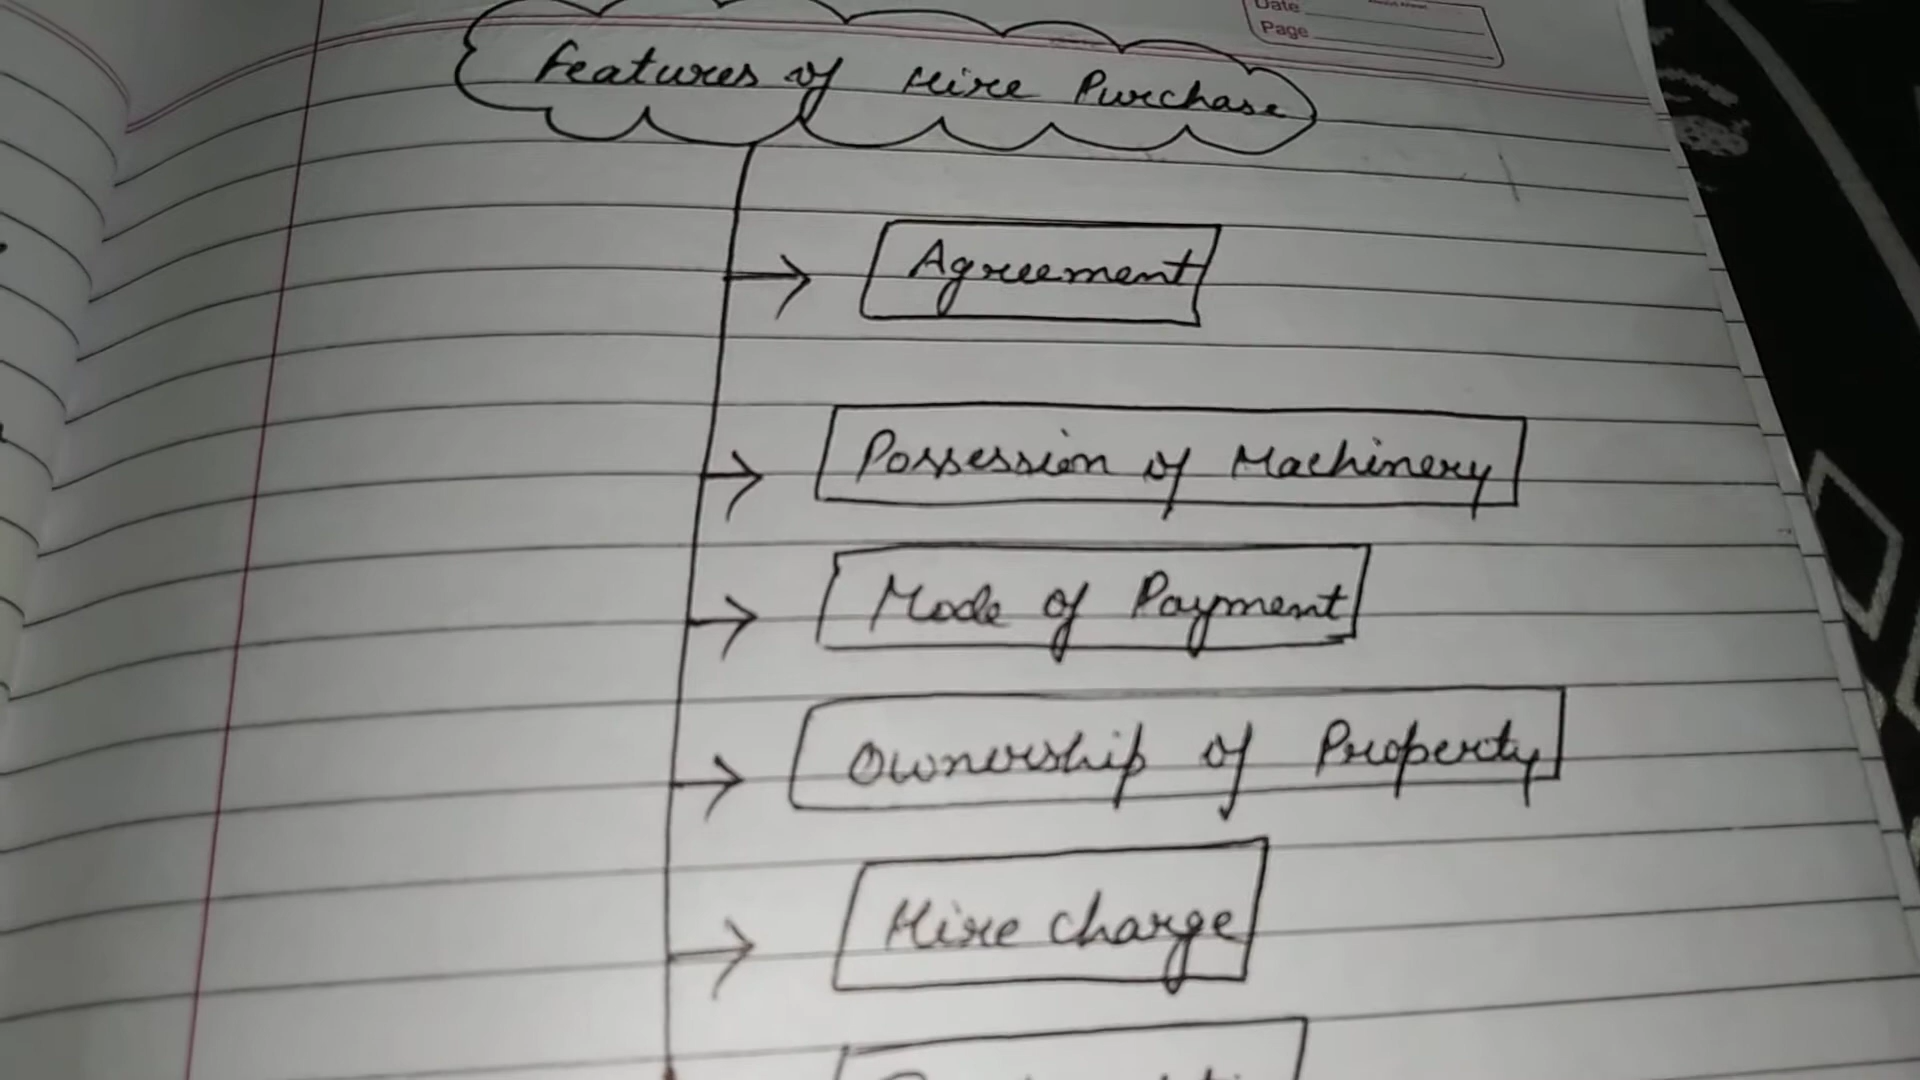 Date
Page
Features of Hire Purchase
Agreement
Possession of Machinery
Mode of Payment
Ownership of Property
Hire charge